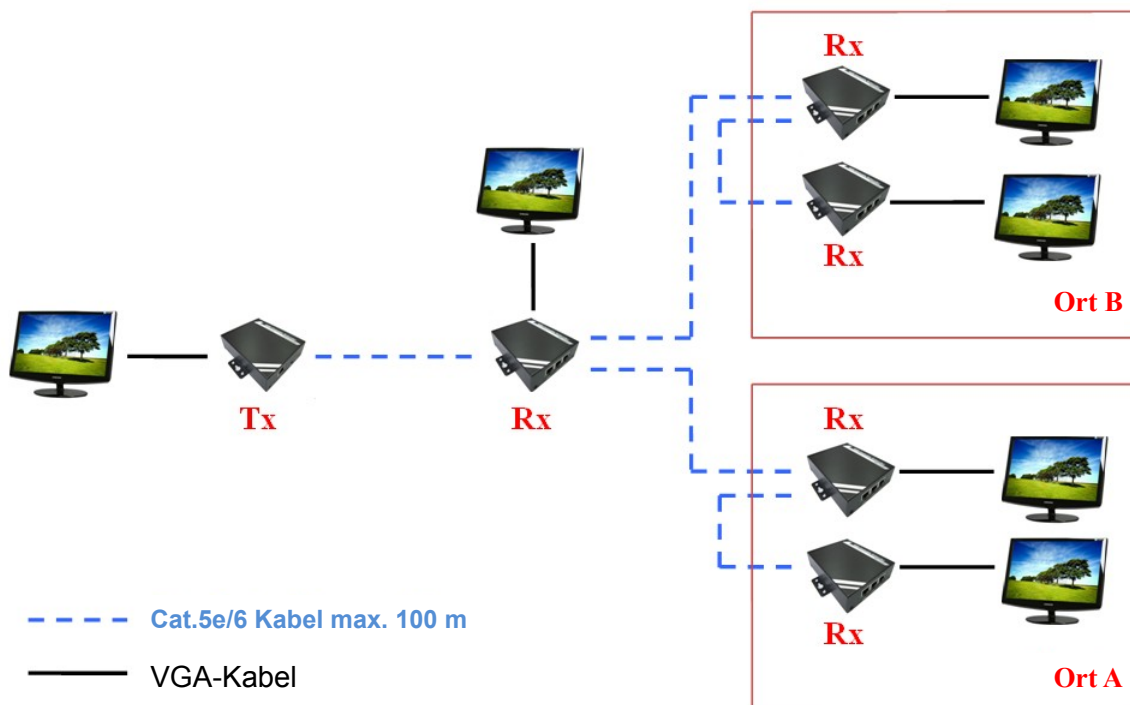 Rx
Rx
Ort B
Tx
Rx
Rx
Rx
Ort A
Cat.5e/6 Kabel max. 100 m
VGA-Kabel